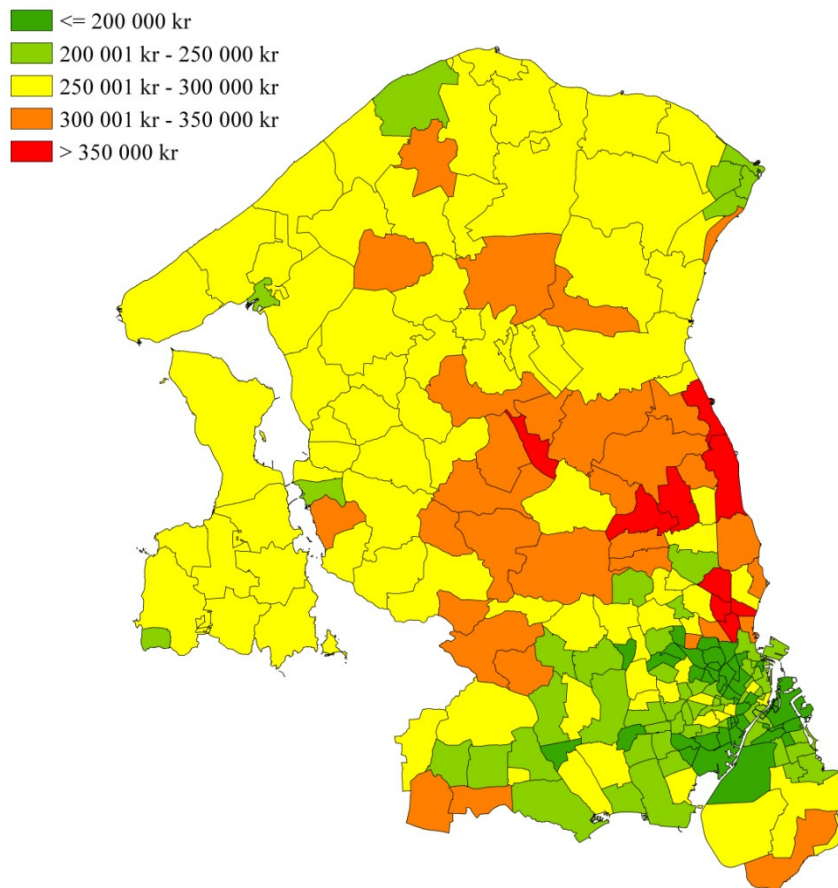 <= 200 000 kr
200 001 kr - 250 000 kr
250 001 kr - 300 000 kr
300 001 kr - 350 000 kr
> 350 000 kr